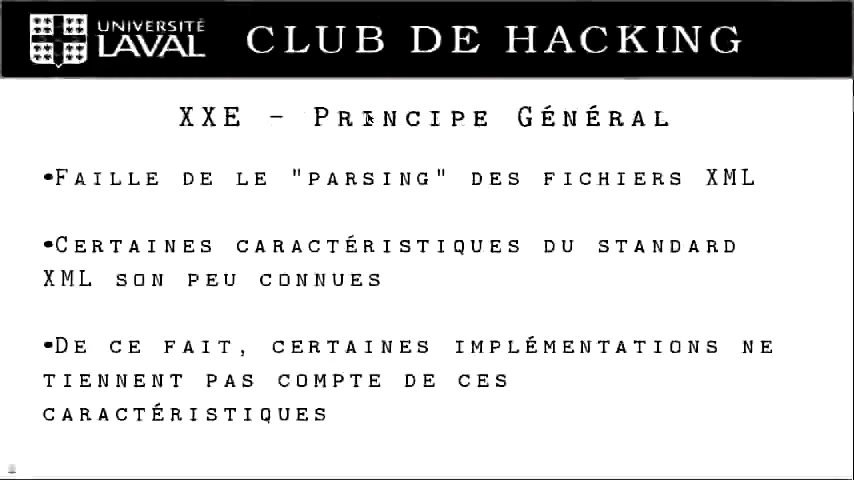 UNIVERSITÉ
LAVAL
CLUB DE HACKING
XXE - PRINCIPE GÉNÉRAL
•FAILLE DE LE "PARSING" DES FICHIERS XML
•CERTAINES CARACTÉRISTIQUES DU STANDARD
XML SON PEU CONNUES
•DE CE FAIT, CERTAINES IMPLÉMENTATIONS NE
TIENNENT PAS COMPTE DE CES
CARACTÉRISTIQUES